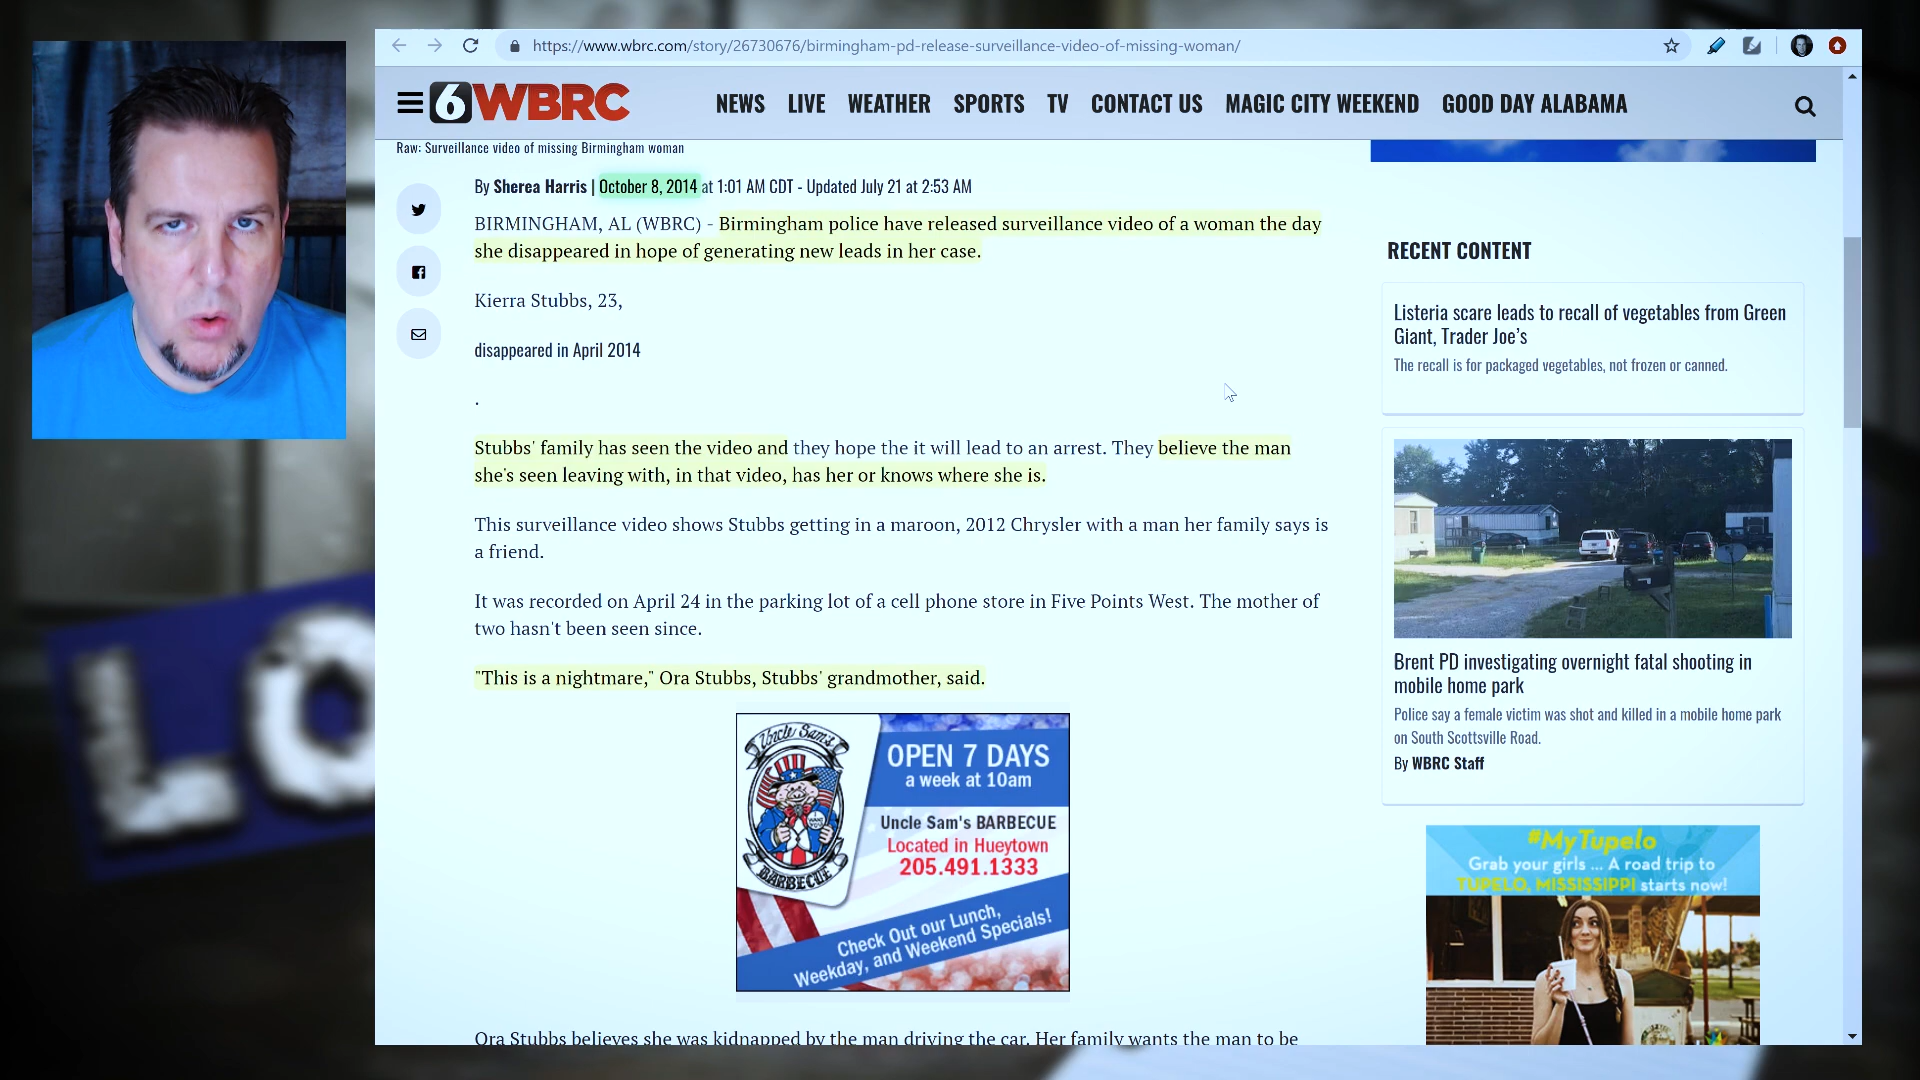 https://www.wbrc.com/story/26730676/birmingham-pd-release-surveillance-video-of-missing-woman/
6 WBRC NEWS LIVE WEATHER SPORTS TV CONTACT US MAGIC CITY WEEKEND GOOD DAY ALABAMA
Raw: Surveillance video of missing Birmingham woman
By Sherea Harris | October 8, 2014 at 1:01 AM CDT - Updated July 21 at 2:53 AM
BIRMINGHAM, AL (WBRC) - Birmingham police have released surveillance video of a woman the day
she disappeared in hope of generating new leads in her case.
Kierra Stubbs, 23,
disappeared in April 2014
.
Stubbs' family has seen the video and they hope the it will lead to an arrest. They believe the man
she's seen leaving with, in that video, has her or knows where she is.
This surveillance video shows Stubbs getting in a maroon, 2012 Chrysler with a man her family says is
a friend.
It was recorded on April 24 in the parking lot of a cell phone store in Five Points West. The mother of
two hasn't been seen since.
"This is a nightmare," Ora Stubbs, Stubbs' grandmother, said.
Uncle Sam's
BARBECUE
OPEN 7 DAYS
a week at 10am
Uncle Sam's BARBECUE
Located in Hueytown
205.491.1333
Check Out our Lunch,
Weekday, and Weekend Specials!
Ora Stubbs believes she was kidnapped by the man driving the car. Her family wants the man to be
RECENT CONTENT
Listeria scare leads to recall of vegetables from Green
Giant, Trader Joe's
The recall is for packaged vegetables, not frozen or canned.
Brent PD investigating overnight fatal shooting in
mobile home park
Police say a female victim was shot and killed in a mobile home park
on South Scottsville Road.
By WBRC Staff
#MyTupelo
Grab your girls ... A road trip to
TUPELO, MISSISSIPPI starts now!
LO